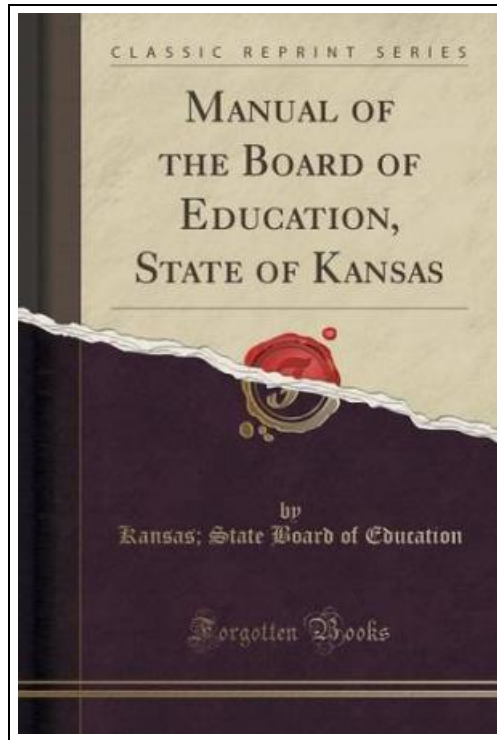 CLASSIC REPRINT SERIES
MANUAL OF
THE BOARD OF
EDUCATION,
STATE OF KANSAS
F
by
Kansas; State Board of Education
Forgotten Books